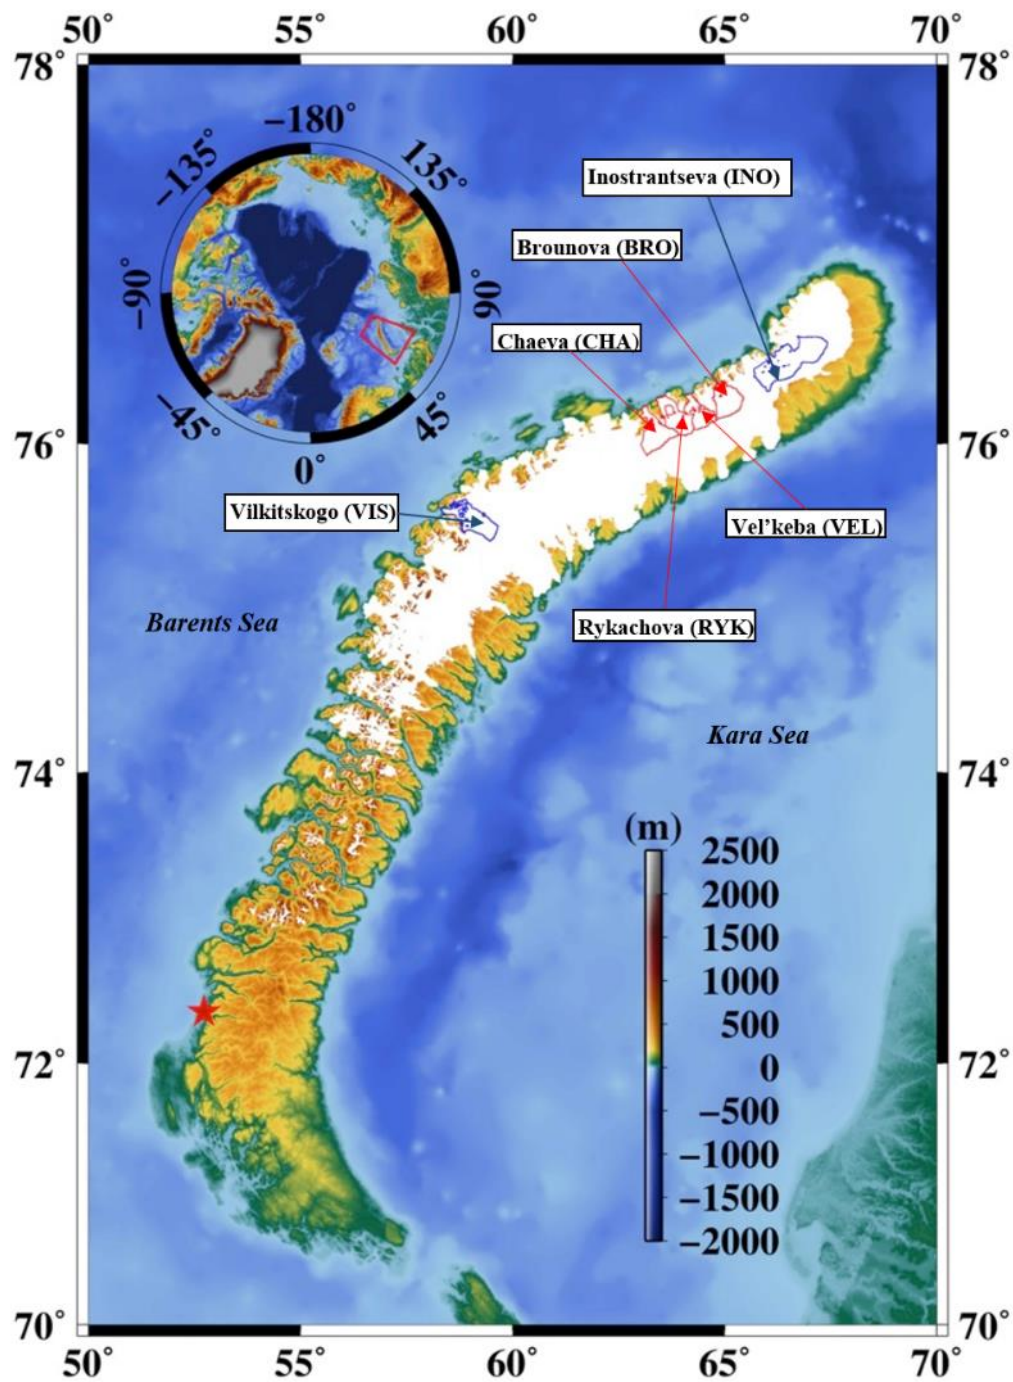 50° 55° 60° 65° 70°
78° 78°
−180°
−135° 135°
Inostrantseva (INO)
Brounova (BRO)
−90° 90°
Chaeva (CHA)
−45° 45°
76° 76°
0°
Vilkitskogo (VIS)
Vel’keba (VEL)
Barents Sea
Rykachova (RYK)
Kara Sea
74° 74°
(m)
2500
2000
1500
1000
500
72° 72°
0
−500
−1000
−1500
−2000
70° 70°
50° 55° 60° 65° 70°